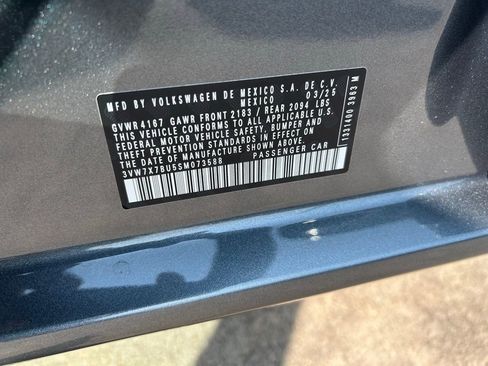 MFD BY VOLKSWAGEN DE MEXICO S.A. DE C.V.
MEXICO 03/25
GVWR 4167 GAWR FRONT 2183 / REAR 2094 LBS
THIS VEHICLE CONFORMS TO ALL APPLICABLE U.S.
FEDERAL MOTOR VEHICLE SAFETY, BUMPER AND
THEFT PREVENTION STANDARDS IN EFFECT ON
THE DATE OF MANUFACTURE SHOWN ABOVE.
3VW7X7BU5SM073588 PASSENGER CAR
1331400 3963 M